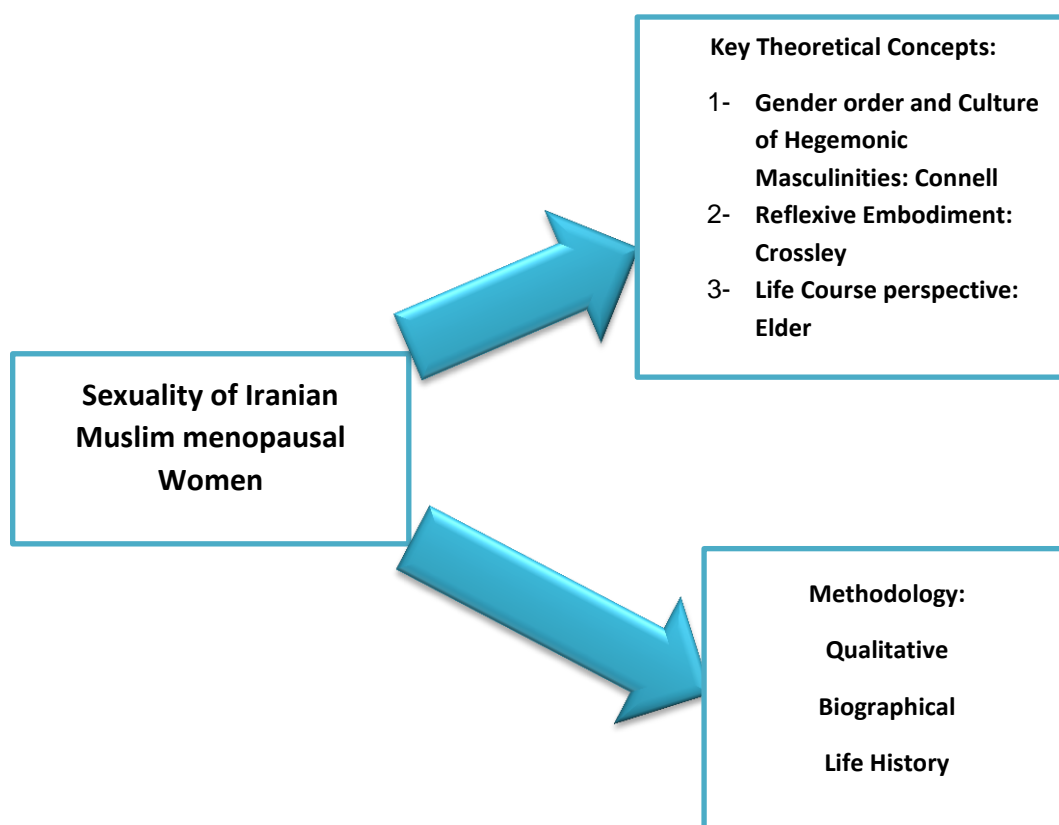 Key Theoretical Concepts:
1- Gender order and Culture
of Hegemonic
Masculinities: Connell
2- Reflexive Embodiment:
Crossley
3- Life Course perspective:
Elder
Sexuality of Iranian
Muslim menopausal
Women
Methodology:
Qualitative
Biographical
Life History